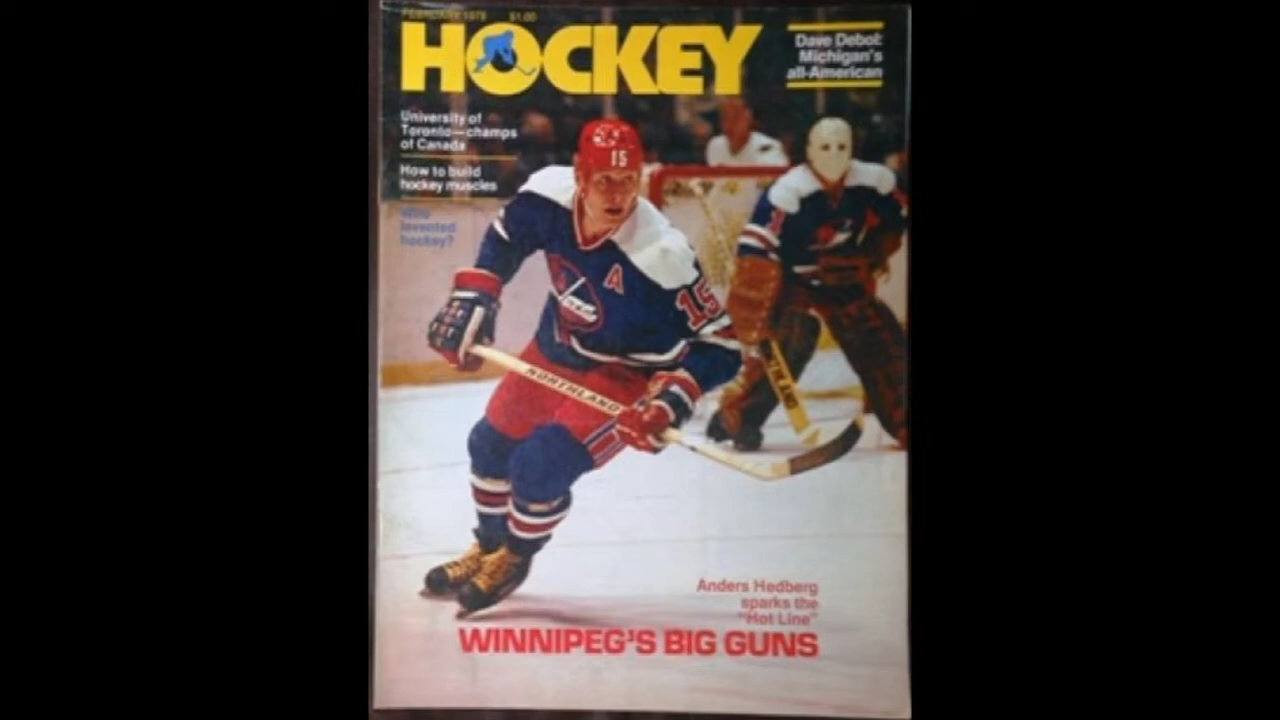 FEBRUARY 1978 $1.00
HOCKEY
Dave Debol:
Michigan's
all-American
University of
Toronto—champs
of Canada
How to build
hockey muscles
Who
invented
hockey?
15
A
15
NORTHLAND
Anders Hedberg
sparks the
"Hot Line"
WINNIPEG'S BIG GUNS